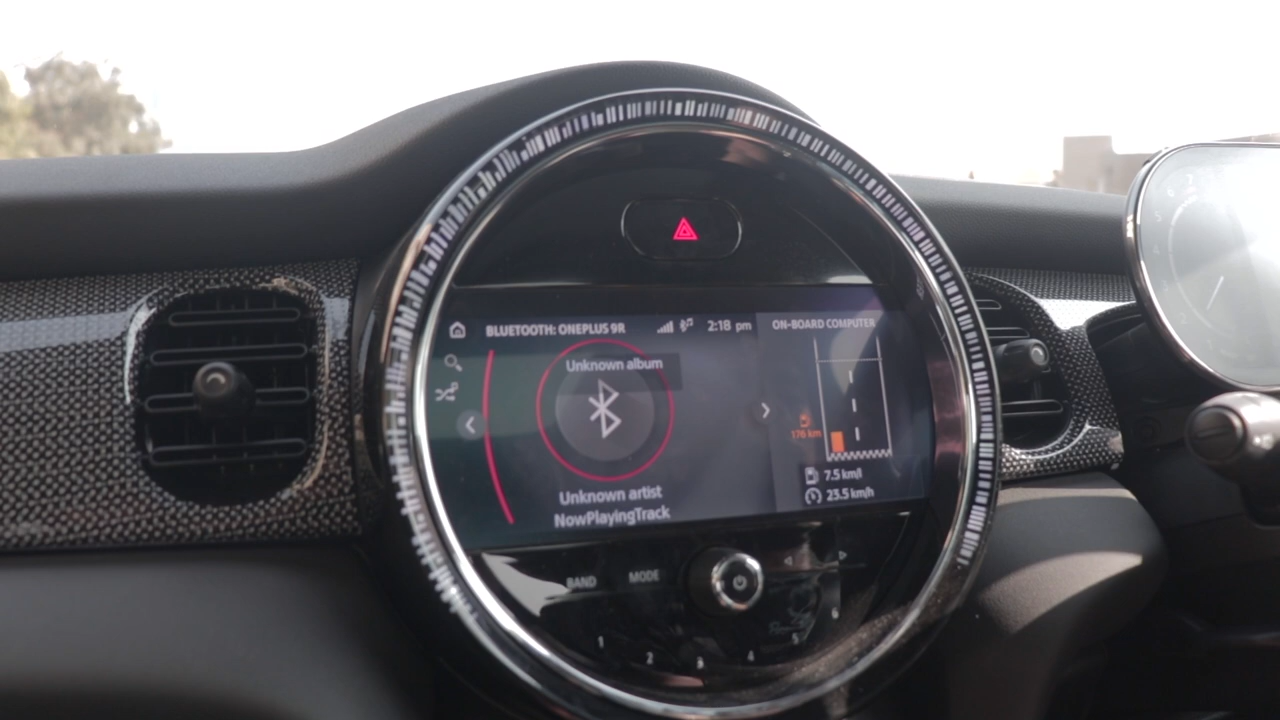 BLUETOOTH: ONEPLUS 9R
2:18 pm
ON-BOARD COMPUTER
Unknown album
176 km
7.5 km/l
23.5 km/h
Unknown artist
NowPlayingTrack
BAND
MODE
1
2
3
4
5
6